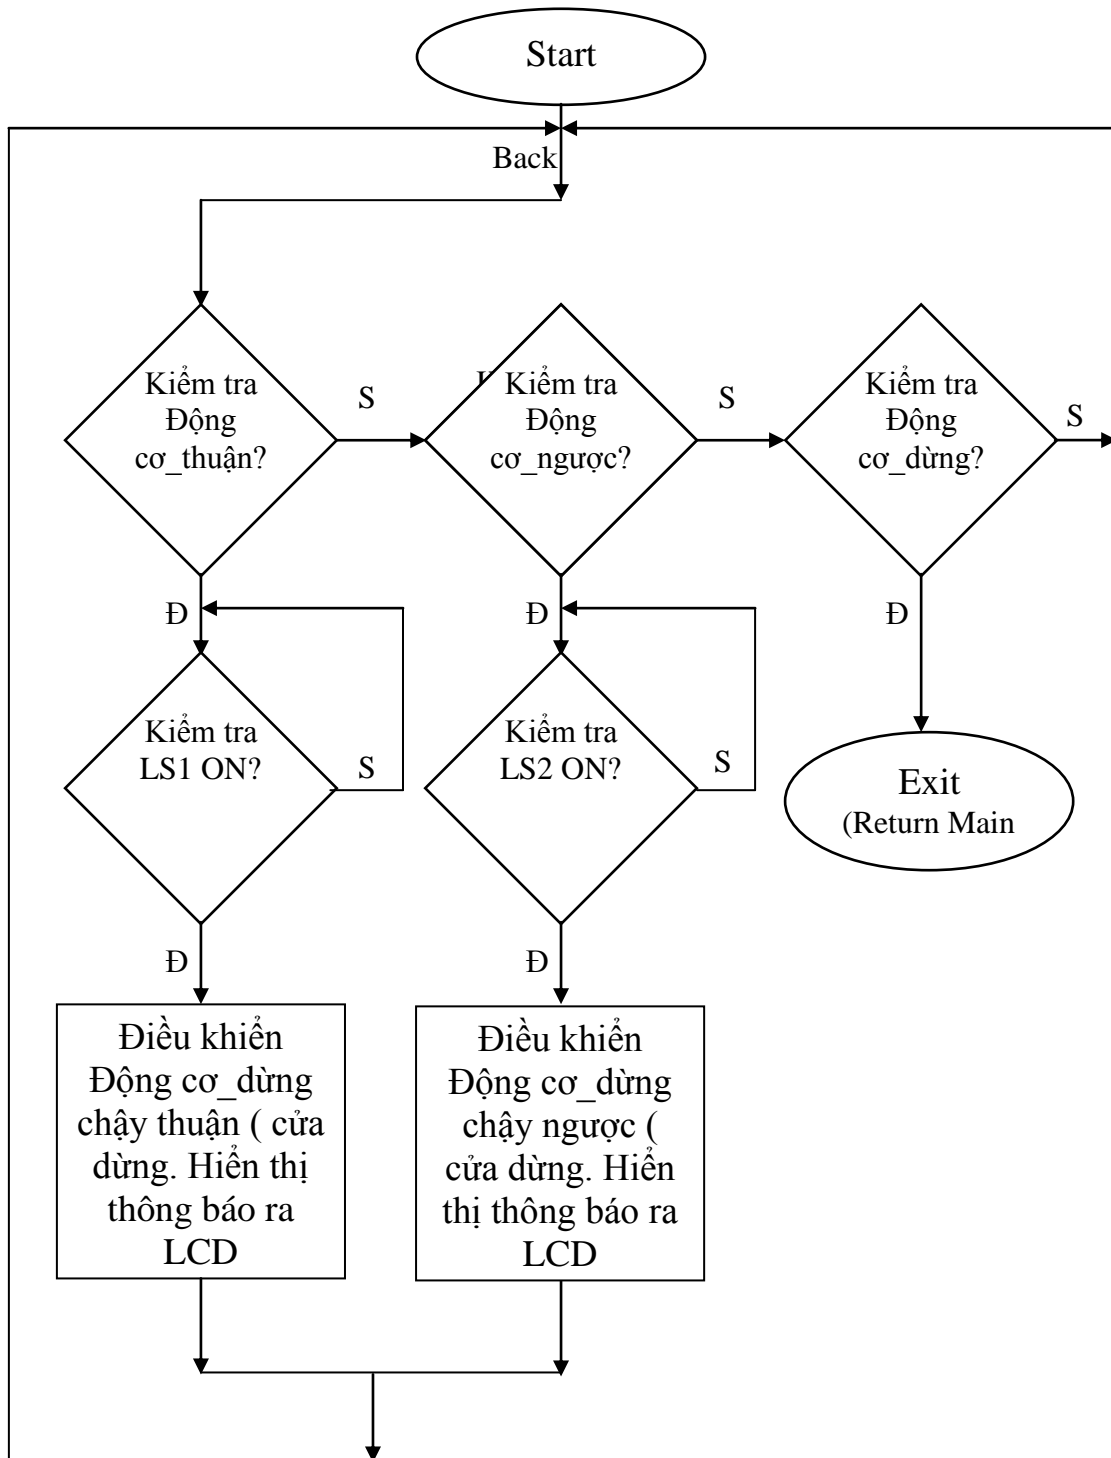 Start
Back
Kiểm tra
Động
cơ_thuận?
S
Kiểm tra
Động
cơ_ngược?
S
Kiểm tra
Động
cơ_dừng?
S
Đ
Đ
Đ
Kiểm tra
LS1 ON?
S
Kiểm tra
LS2 ON?
S
Exit
(Return Main
Đ
Đ
Điều khiển
Động cơ_dừng
chậy thuận ( cửa
dừng. Hiển thị
thông báo ra
LCD
Điều khiển
Động cơ_dừng
chậy ngược (
cửa dừng. Hiển
thị thông báo ra
LCD